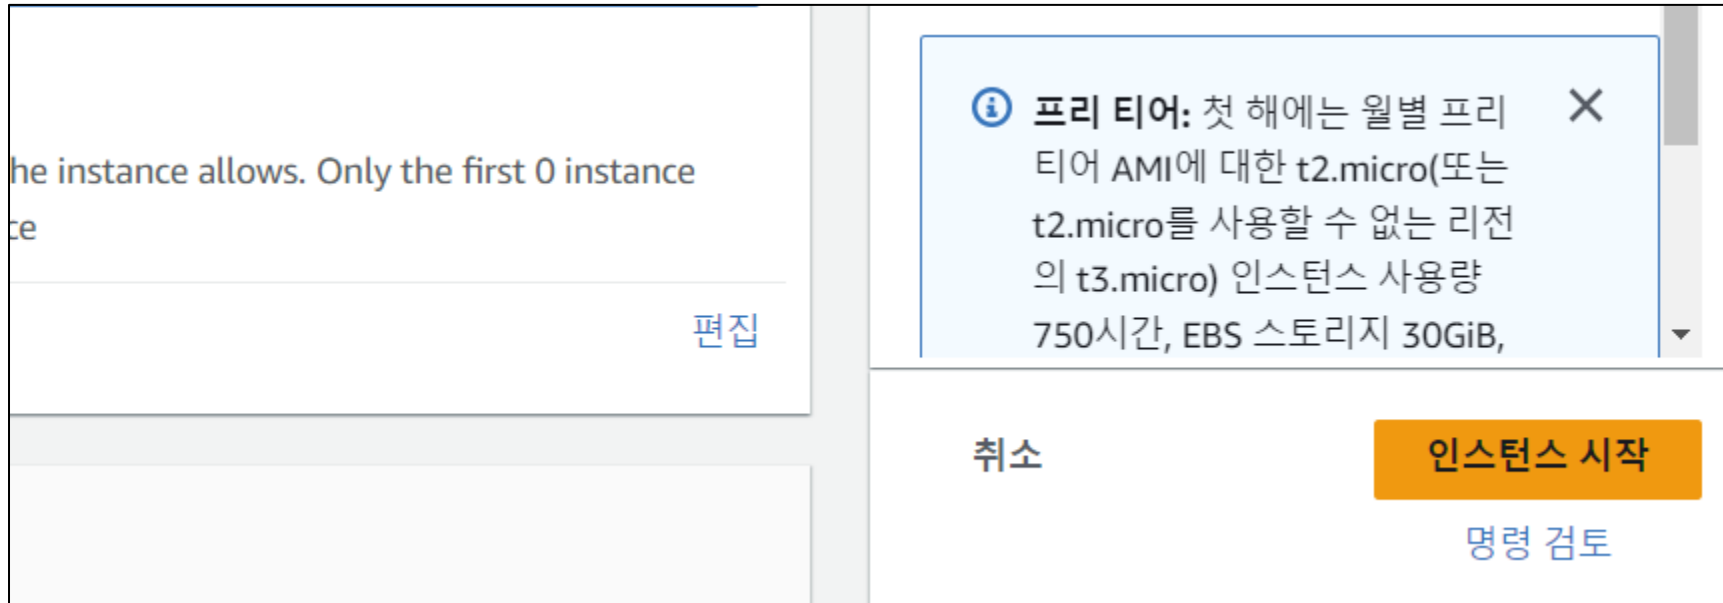 he instance allows. Only the first 0 instance
ce
편집
프리 티어: 첫 해에는 월별 프리
티어 AMI에 대한 t2.micro(또는
t2.micro를 사용할 수 없는 리전
의 t3.micro) 인스턴스 사용량
750시간, EBS 스토리지 30GiB,
취소
인스턴스 시작
명령 검토